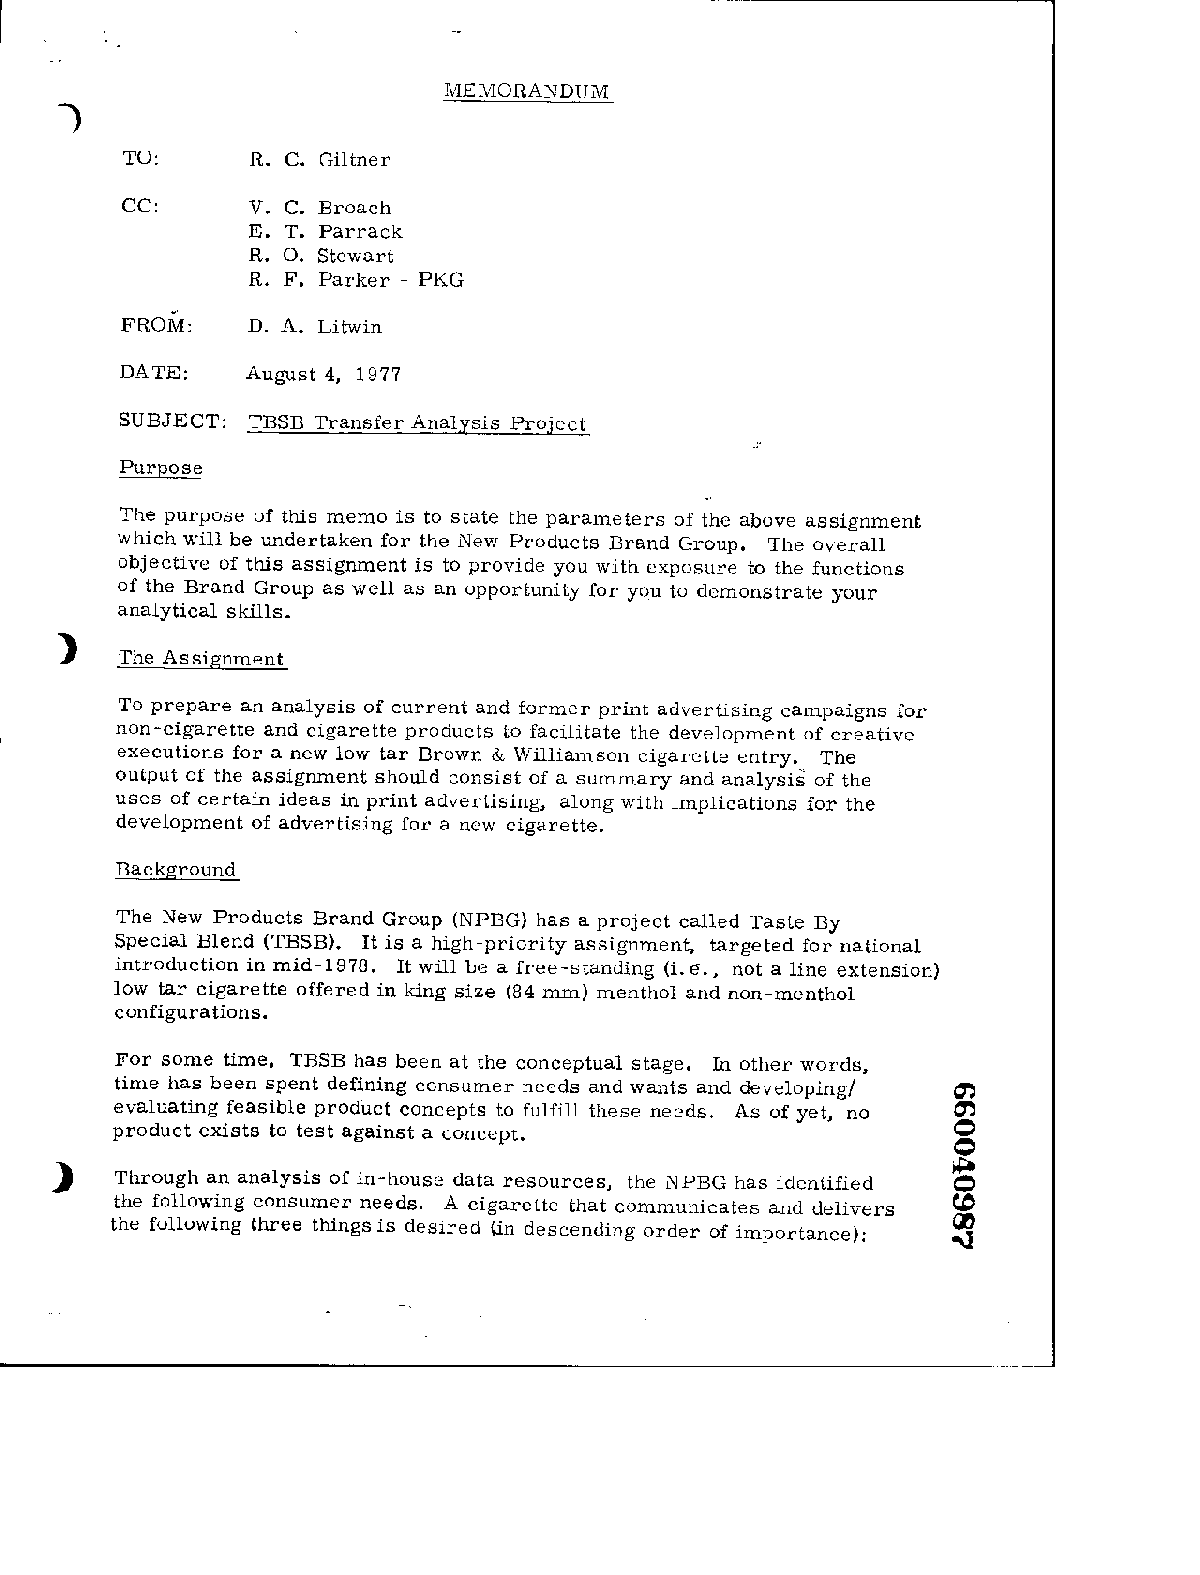 MEMORANDUM
TO: R. C. Giltner
CC: V. C. Broach
E. T. Parrack
R. O. Stewart
R. F. Parker - PKG
FROM: D. A. Litwin
DATE: August 4, 1977
SUBJECT: TBSB Transfer Analysis Project
Purpose
The purpose of this memo is to state the parameters of the above assignment
which will be undertaken for the New Products Brand Group. The overall
objective of this assignment is to provide you with exposure to the functions
of the Brand Group as well as an opportunity for you to demonstrate your
analytical skills.
The Assignment
To prepare an analysis of current and former print advertising campaigns for
non-cigarette and cigarette products to facilitate the development of creative
executions for a new low tar Brown & Williamson cigarette entry. The
output of the assignment should consist of a summary and analysis of the
uses of certain ideas in print advertising, along with implications for the
development of advertising for a new cigarette.
Background
The New Products Brand Group (NPBG) has a project called Taste By
Special Blend (TBSB). It is a high-priority assignment, targeted for national
introduction in mid-1978. It will be a free-standing (i.e., not a line extension)
low tar cigarette offered in king size (84 mm) menthol and non-menthol
configurations.
For some time, TBSB has been at the conceptual stage. In other words,
time has been spent defining consumer needs and wants and developing/
evaluating feasible product concepts to fulfill these needs. As of yet, no
product exists to test against a concept.
Through an analysis of in-house data resources, the NPBG has identified
the following consumer needs. A cigarette that communicates and delivers
the following three things is desired (in descending order of importance):
660040987